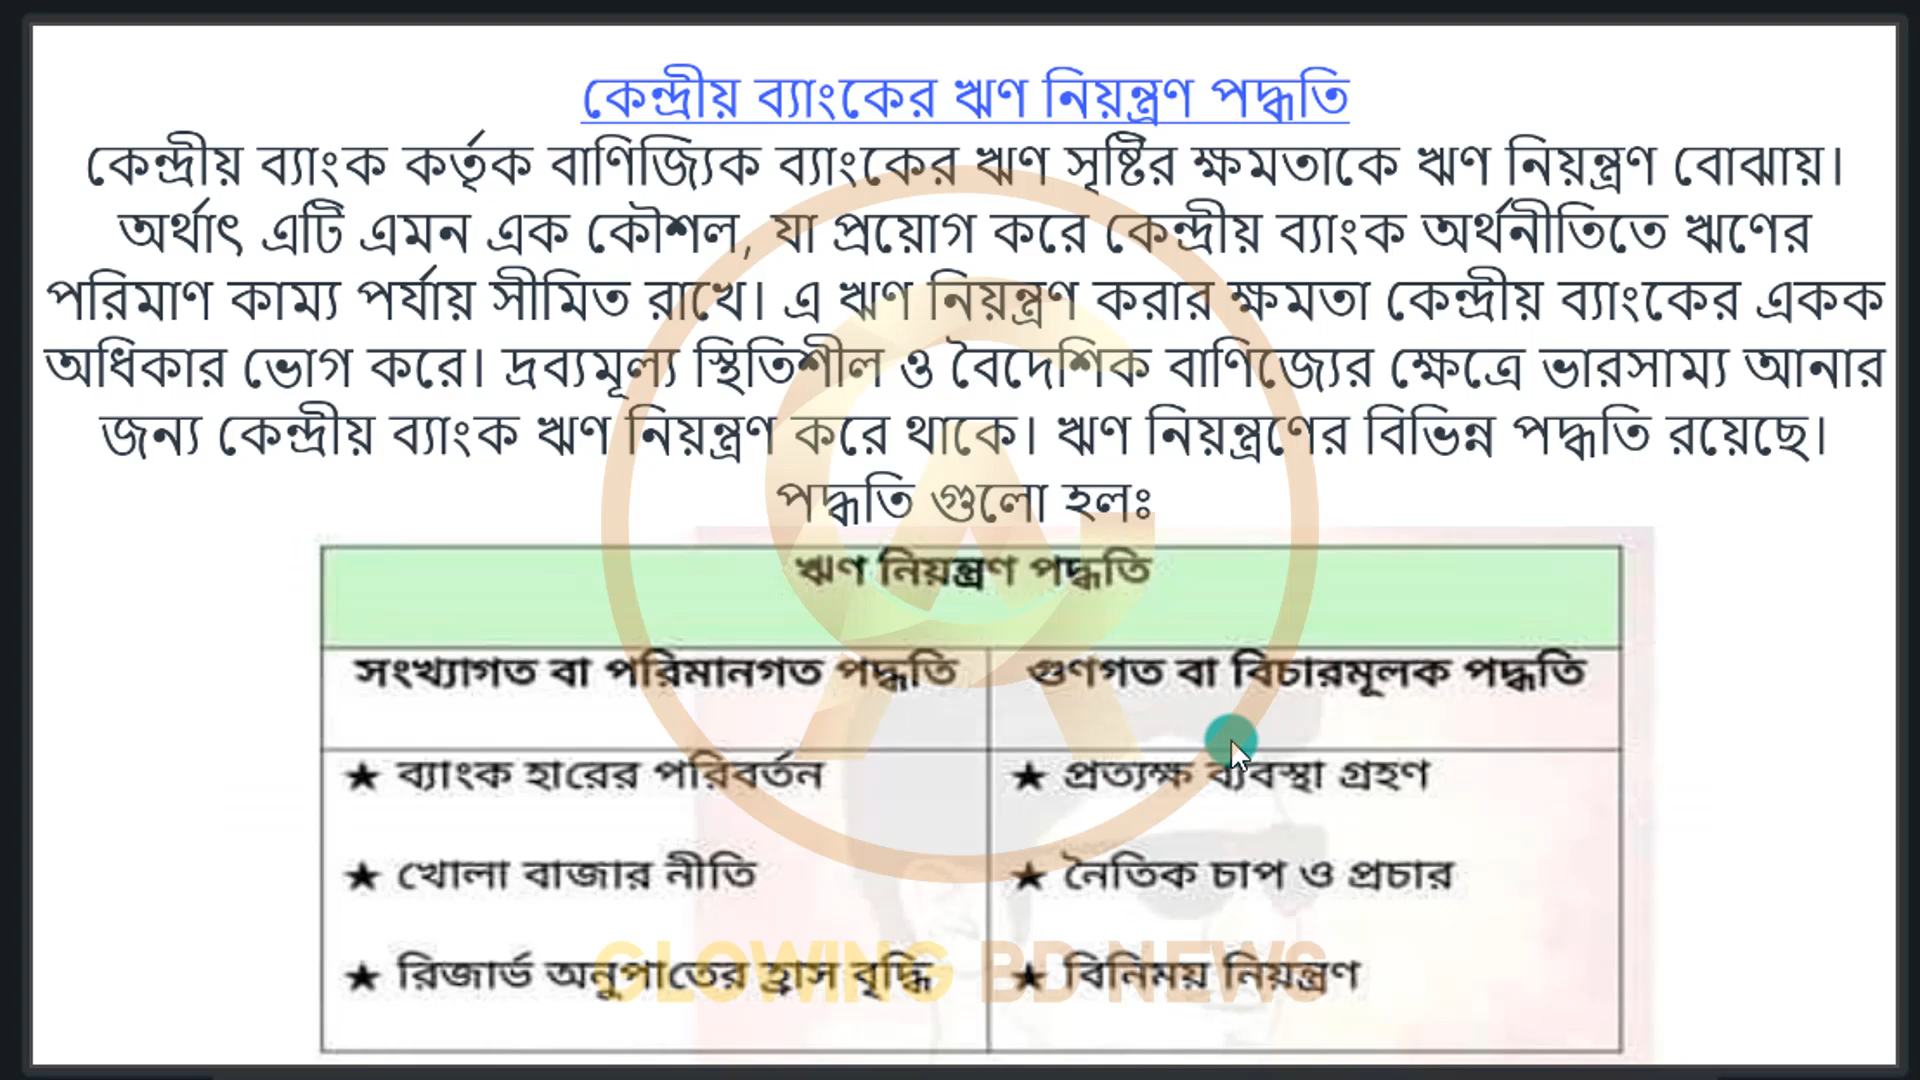 কেন্দ্রীয় ব্যাংকের ঋণ নিয়ন্ত্রণ পদ্ধতি
কেন্দ্রীয় ব্যাংক কর্তৃক বাণিজ্যিক ব্যাংকের ঋণ সৃষ্টির ক্ষমতাকে ঋণ নিয়ন্ত্রণ বোঝায়।
অর্থাৎ এটি এমন এক কৌশল, যা প্রয়োগ করে কেন্দ্রীয় ব্যাংক অর্থনীতিতে ঋণের
পরিমাণ কাম্য পর্যায় সীমিত রাখে। এ ঋণ নিয়ন্ত্রণ করার ক্ষমতা কেন্দ্রীয় ব্যাংকের একক
অধিকার ভোগ করে। দ্রব্যমূল্য স্থিতিশীল ও বৈদেশিক বাণিজ্যের ক্ষেত্রে ভারসাম্য আনার
জন্য কেন্দ্রীয় ব্যাংক ঋণ নিয়ন্ত্রণ করে থাকে। ঋণ নিয়ন্ত্রণের বিভিন্ন পদ্ধতি রয়েছে।
পদ্ধতি গুলো হলঃ
ঋণ নিয়ন্ত্রণ পদ্ধতি
সংখ্যাগত বা পরিমানগত পদ্ধতি
গুণগত বা বিচারমূলক পদ্ধতি
★ ব্যাংক হারের পরিবর্তন
★ প্রত্যক্ষ ব্যবস্থা গ্রহণ
★ খোলা বাজার নীতি
★ নৈতিক চাপ ও প্রচার
★ রিজার্ভ অনুপাতের হ্রাস বৃদ্ধি
★ বিনিময় নিয়ন্ত্রণ
GLOWING BD NEWS